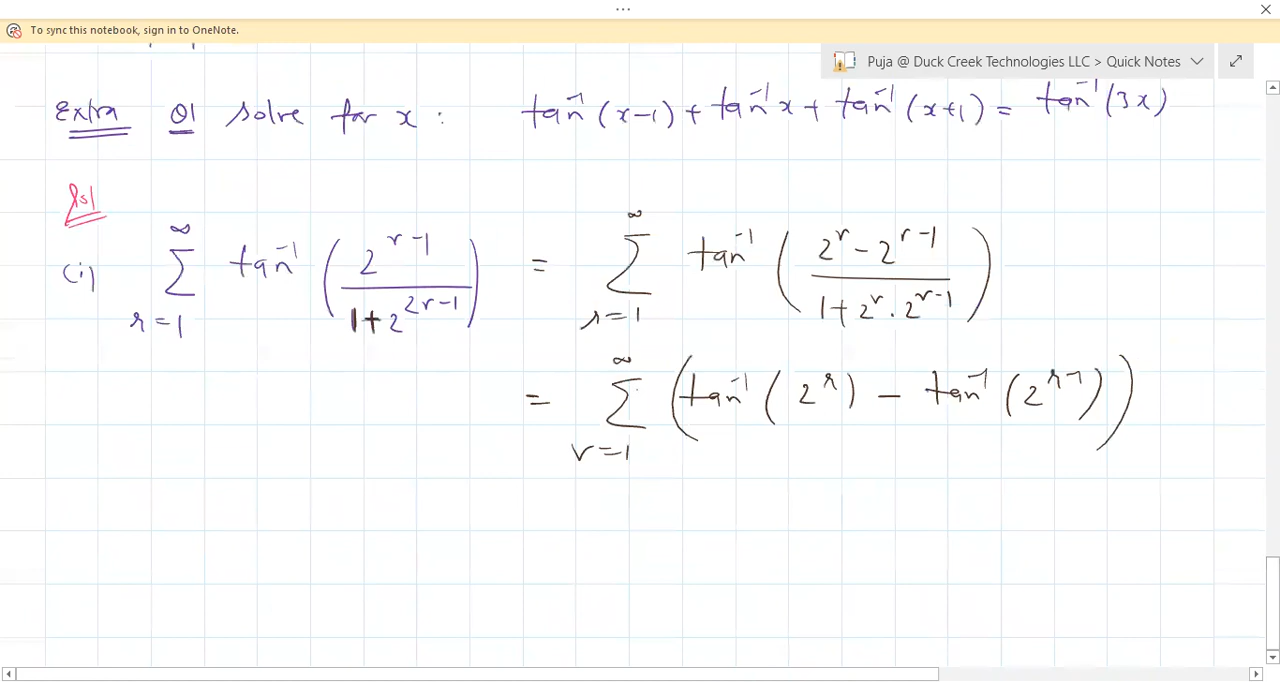 ...
To sync this notebook, sign in to OneNote.
Puja @ Duck Creek Technologies LLC > Quick Notes
Extra Q1 solve for x : tan⁻¹(x-1) + tan⁻¹x + tan⁻¹(x+1) = tan⁻¹(3x)
(i) ∞∑r=1 tan⁻¹(2^(r-1)/(1+2^(2r-1))) = ∞∑r=1 tan⁻¹((2^r - 2^(r-1))/(1+2^r . 2^(r-1)))
= ∞∑r=1 (tan⁻¹(2^r) - tan⁻¹(2^(r-1)))